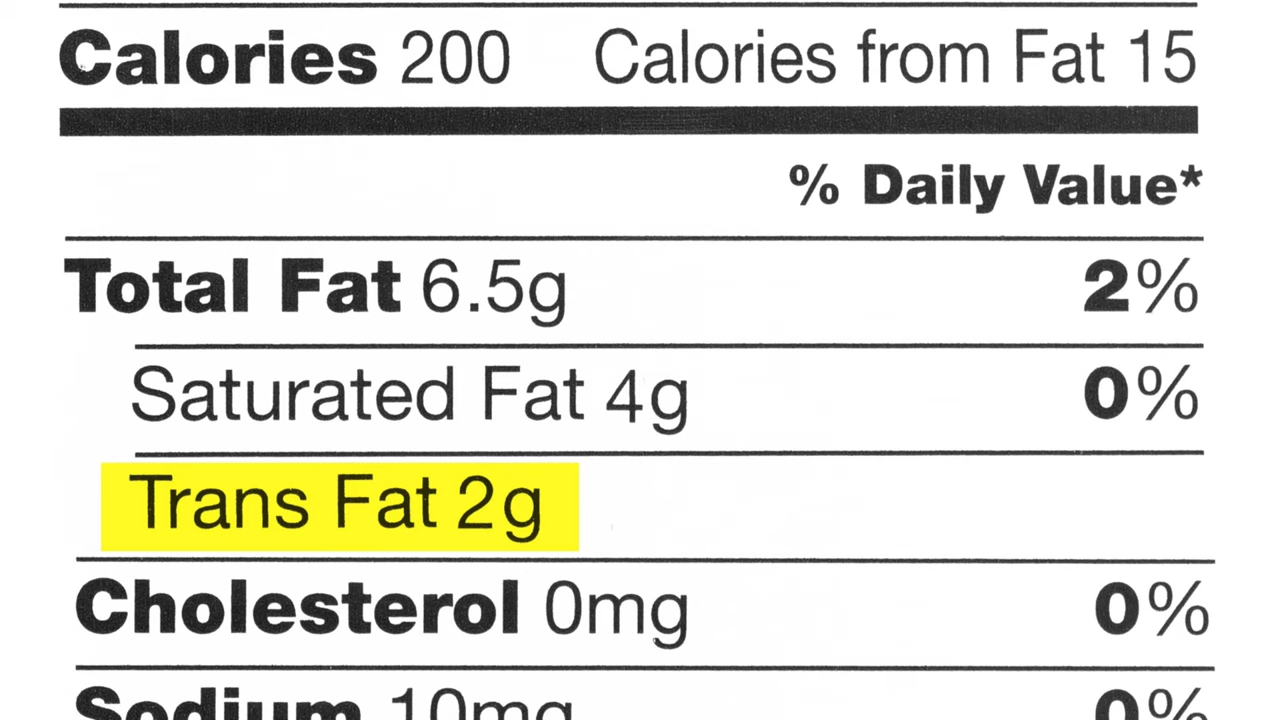 Calories 200 Calories from Fat 15
% Daily Value*
Total Fat 6.5g 2%
Saturated Fat 4g 0%
Trans Fat 2g
Cholesterol 0mg 0%
Sodium 10mg 0%